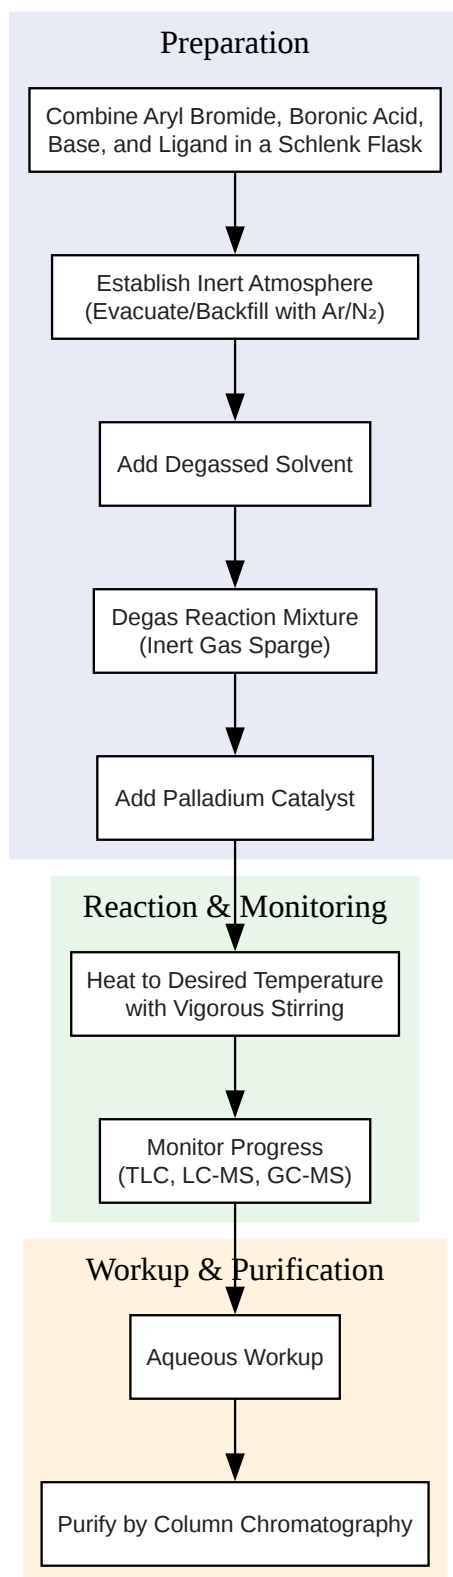 Preparation
Combine Aryl Bromide, Boronic Acid,
Base, and Ligand in a Schlenk Flask
Establish Inert Atmosphere
(Evacuate/Backfill with Ar/N₂)
Add Degassed Solvent
Degas Reaction Mixture
(Inert Gas Sparge)
Add Palladium Catalyst
Reaction & Monitoring
Heat to Desired Temperature
with Vigorous Stirring
Monitor Progress
(TLC, LC-MS, GC-MS)
Workup & Purification
Aqueous Workup
Purify by Column Chromatography